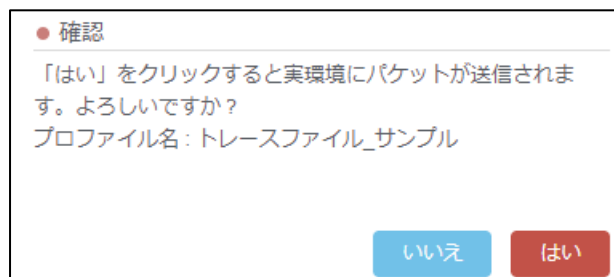 確認
「はい」をクリックすると実環境にパケットが送信されま
す。よろしいですか?
プロファイル名 : トレースファイル_サンプル
いいえ
はい